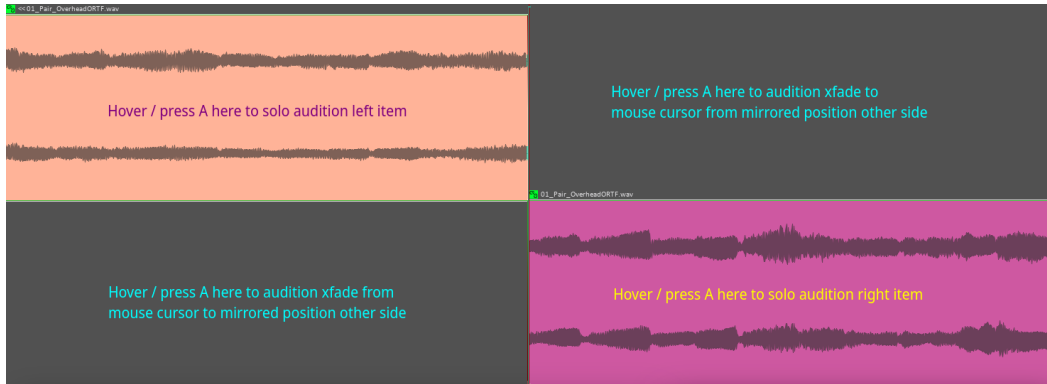 <<01_Pair_OverheadORTF.wav
Hover / press A here to solo audition left item
Hover / press A here to audition xfade to
mouse cursor from mirrored position other side
01_Pair_OverheadORTF.wav
Hover / press A here to audition xfade from
mouse cursor to mirrored position other side
Hover / press A here to solo audition right item